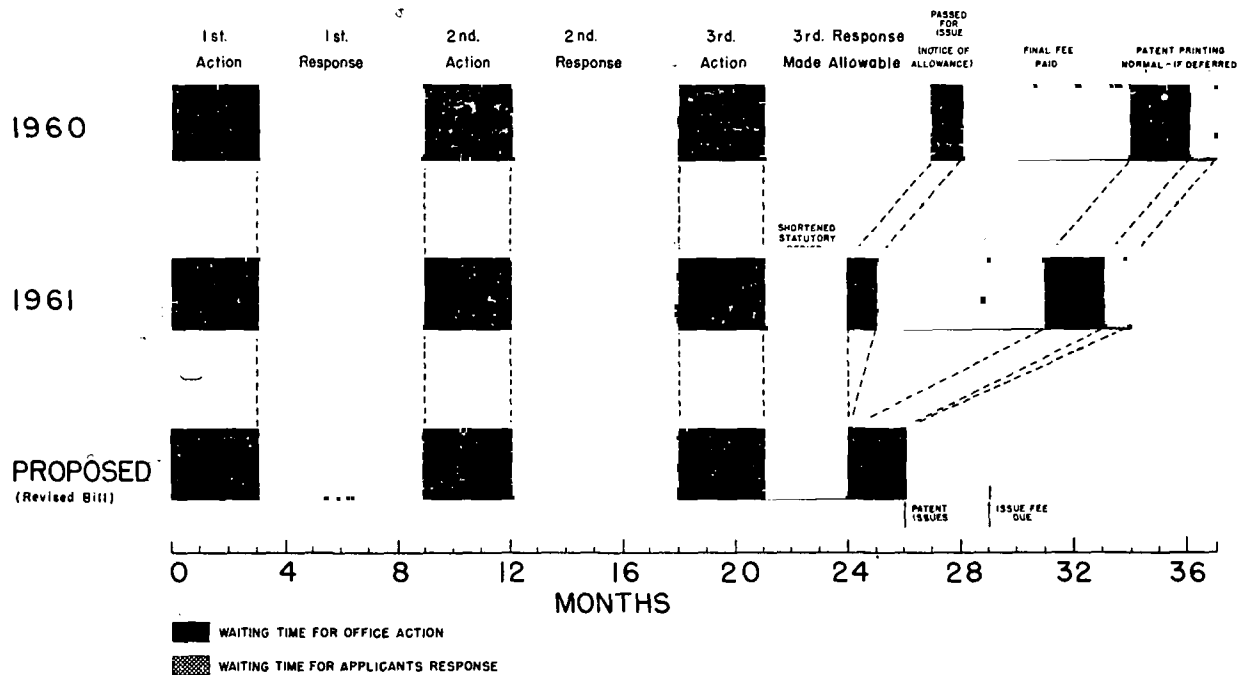 1st. Action
1st. Response
2nd. Action
2nd. Response
3rd. Action
3rd. Response Made Allowable
PASSED FOR ISSUE (NOTICE OF ALLOWANCE)
FINAL FEE PAID
PATENT PRINTING NORMAL - IF DEFERRED
1960
SHORTENED
STATUTORY
1961
PROPOSED
(Revised Bill)
PATENT ISSUES
ISSUE FEE DUE
0 4 8 12 16 20 24 28 32 36
MONTHS
WAITING TIME FOR OFFICE ACTION
WAITING TIME FOR APPLICANTS RESPONSE